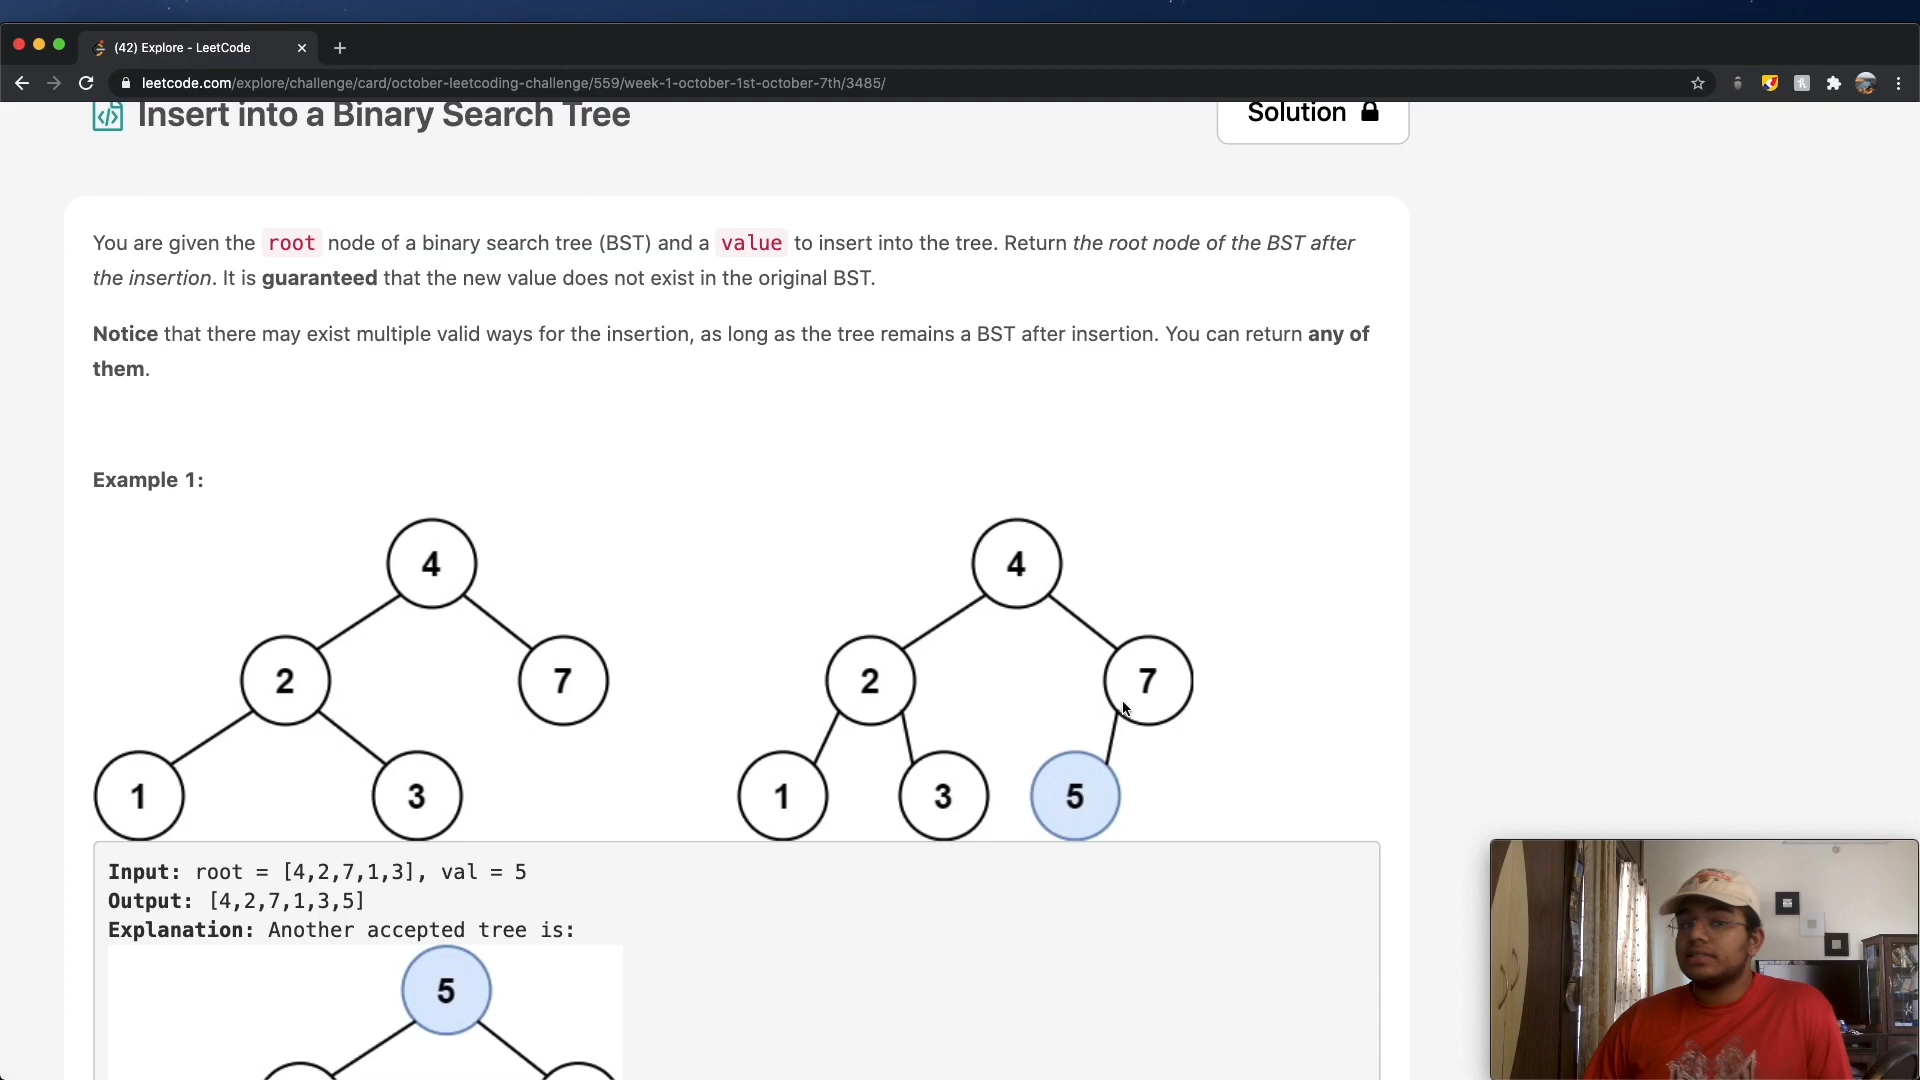 (42) Explore - LeetCode
leetcode.com/explore/challenge/card/october-leetcoding-challenge/559/week-1-october-1st-october-7th/3485/
Insert into a Binary Search Tree
Solution
You are given the root node of a binary search tree (BST) and a value to insert into the tree. Return the root node of the BST after
the insertion. It is guaranteed that the new value does not exist in the original BST.
Notice that there may exist multiple valid ways for the insertion, as long as the tree remains a BST after insertion. You can return any of
them.
Example 1:
4 4
2 7 2 7
1 3 1 3 5
Input: root = [4,2,7,1,3], val = 5
Output: [4,2,7,1,3,5]
Explanation: Another accepted tree is:
5